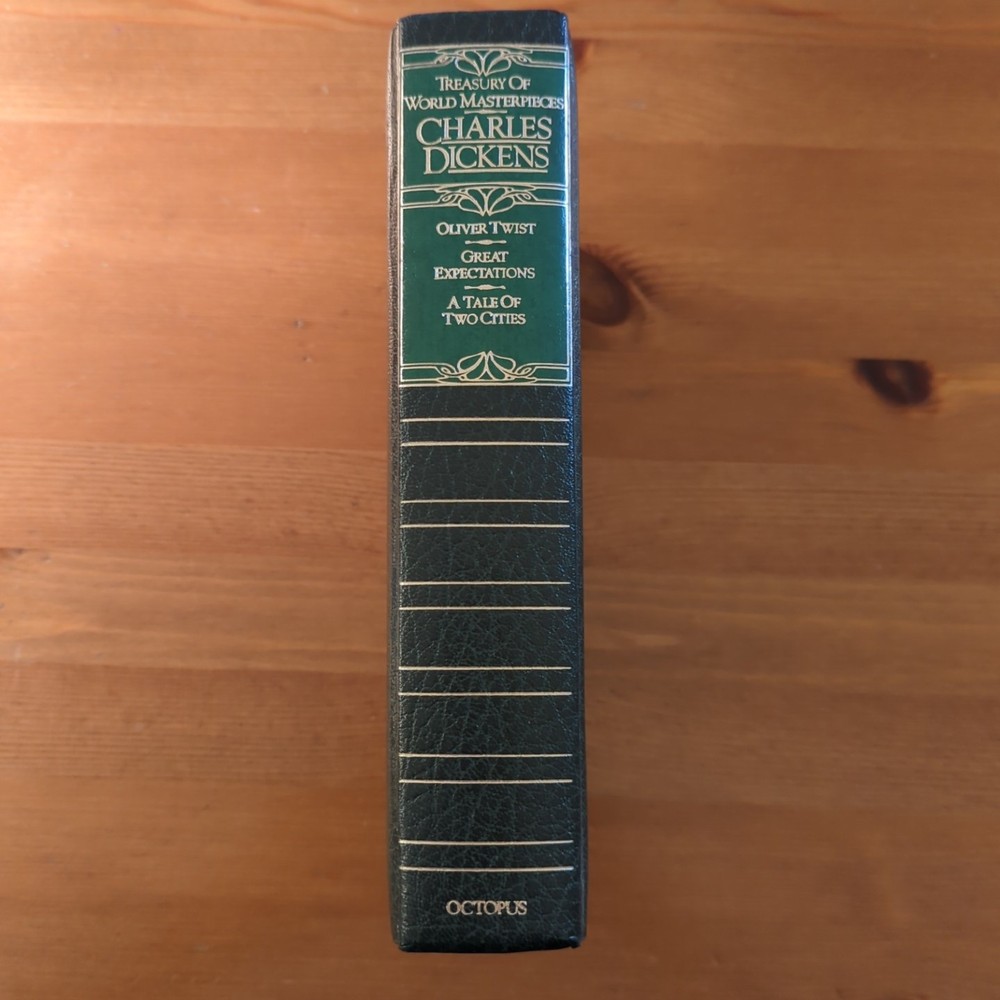 Treasury Of
World Masterpieces
Charles
Dickens
Oliver Twist
Great
Expectations
A Tale Of
Two Cities
OCTOPUS